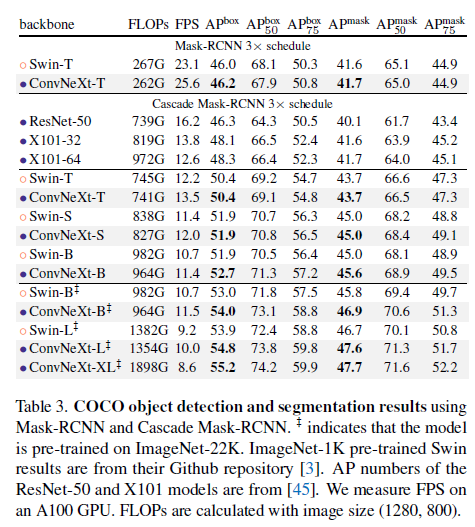 backbone FLOPs FPS APbox APbox50 APbox75 APmask APmask50 APmask75
Mask-RCNN 3× schedule
○ Swin-T 267G 23.1 46.0 68.1 50.3 41.6 65.1 44.9
● ConvNeXt-T 262G 25.6 46.2 67.9 50.8 41.7 65.0 44.9
Cascade Mask-RCNN 3× schedule
● ResNet-50 739G 16.2 46.3 64.3 50.5 40.1 61.7 43.4
● X101-32 819G 13.8 48.1 66.5 52.4 41.6 63.9 45.2
● X101-64 972G 12.6 48.3 66.4 52.3 41.7 64.0 45.1
○ Swin-T 745G 12.2 50.4 69.2 54.7 43.7 66.6 47.3
● ConvNeXt-T 741G 13.5 50.4 69.1 54.8 43.7 66.5 47.3
○ Swin-S 838G 11.4 51.9 70.7 56.3 45.0 68.2 48.8
● ConvNeXt-S 827G 12.0 51.9 70.8 56.5 45.0 68.4 49.1
○ Swin-B 982G 10.7 51.9 70.5 56.4 45.0 68.1 48.9
● ConvNeXt-B 964G 11.4 52.7 71.3 57.2 45.6 68.9 49.5
○ Swin-B‡ 982G 10.7 53.0 71.8 57.5 45.8 69.4 49.7
● ConvNeXt-B‡ 964G 11.5 54.0 73.1 58.8 46.9 70.6 51.3
○ Swin-L‡ 1382G 9.2 53.9 72.4 58.8 46.7 70.1 50.8
● ConvNeXt-L‡ 1354G 10.0 54.8 73.8 59.8 47.6 71.3 51.7
● ConvNeXt-XL‡ 1898G 8.6 55.2 74.2 59.9 47.7 71.6 52.2
Table 3. COCO object detection and segmentation results using
Mask-RCNN and Cascade Mask-RCNN. ‡ indicates that the model
is pre-trained on ImageNet-22K. ImageNet-1K pre-trained Swin
results are from their Github repository [3]. AP numbers of the
ResNet-50 and X101 models are from [45]. We measure FPS on
an A100 GPU. FLOPs are calculated with image size (1280, 800).